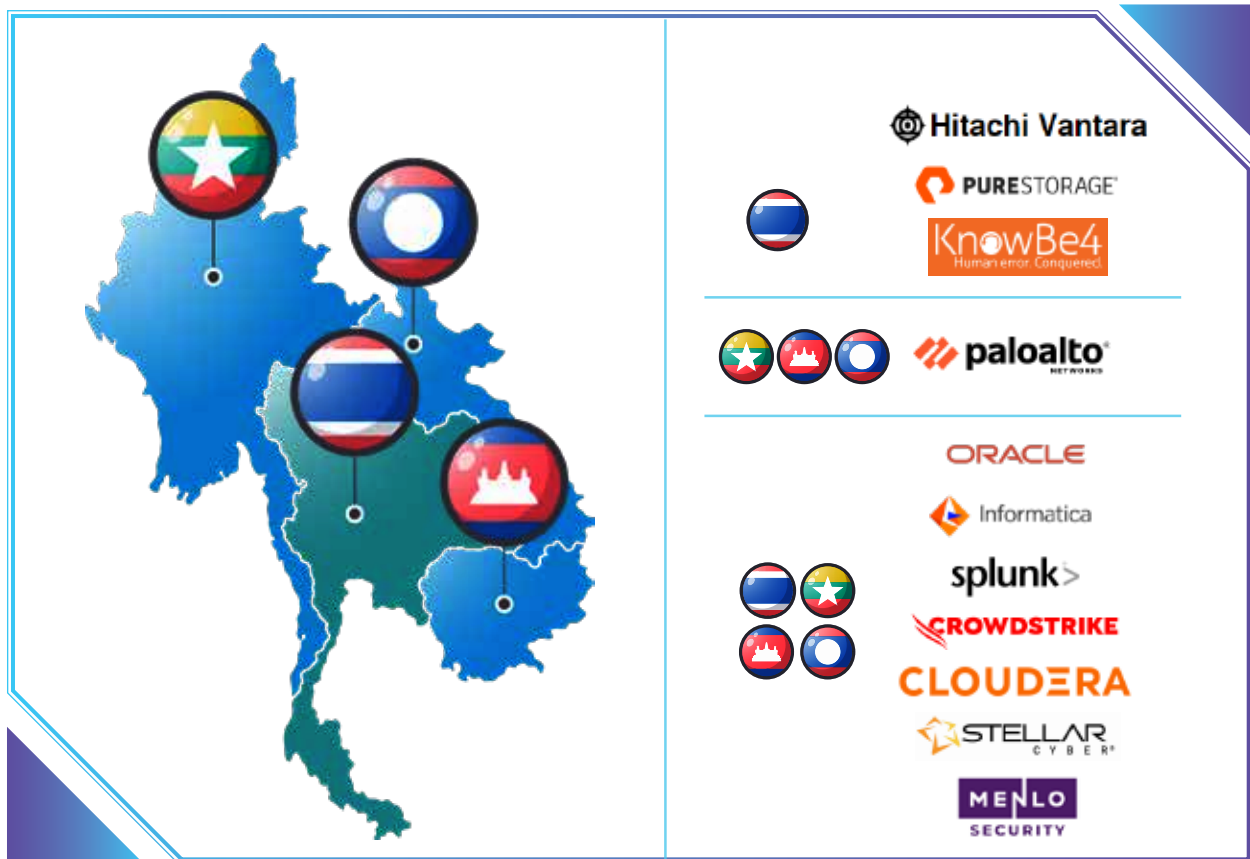 Hitachi Vantara
PURESTORAGE®
KnowBe4
Human error. Conquered.
paloalto®
NETWORKS
ORACLE
Informatica
splunk>
CROWDSTRIKE
CLOUDERA
STELLAR
CYBER®
MENLO
SECURITY